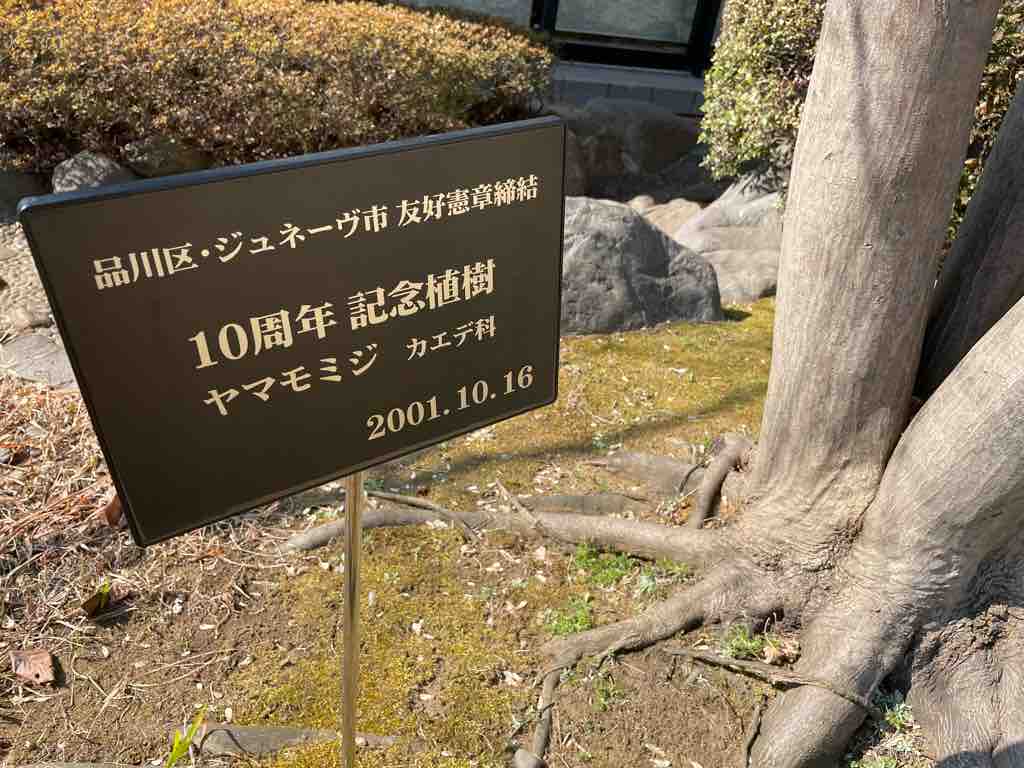 品川区・ジュネーヴ市 友好憲章締結
10周年 記念植樹
ヤマモミジ カエデ科
2001.10.16